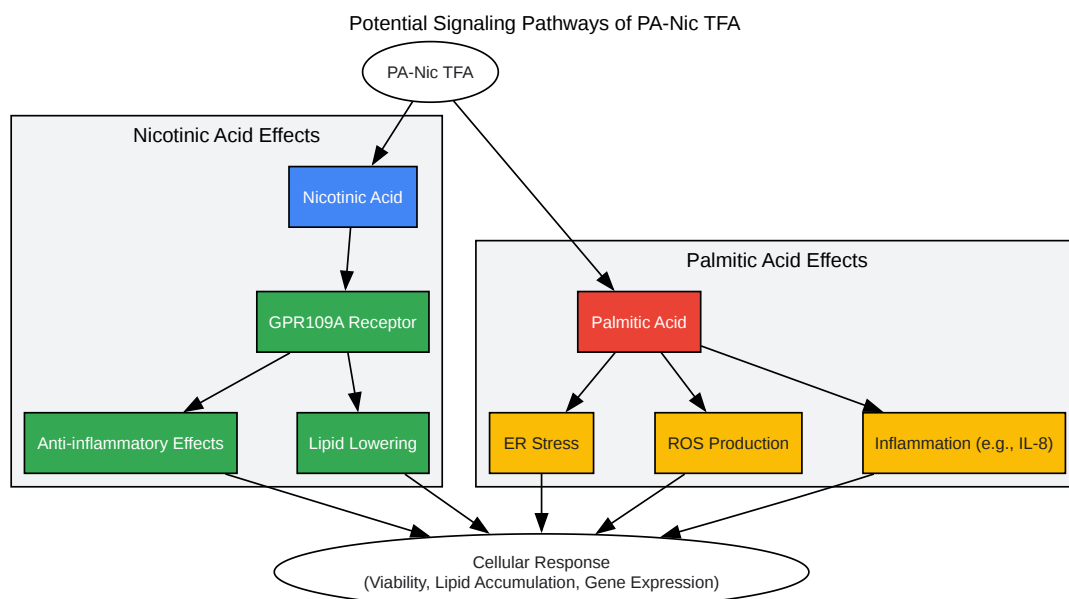 Potential Signaling Pathways of PA-Nic TFA
PA-Nic TFA
Nicotinic Acid Effects
Nicotinic Acid
Palmitic Acid Effects
GPR109A Receptor
Palmitic Acid
Anti-inflammatory Effects
Lipid Lowering
ER Stress
ROS Production
Inflammation (e.g., IL-8)
Cellular Response
(Viability, Lipid Accumulation, Gene Expression)